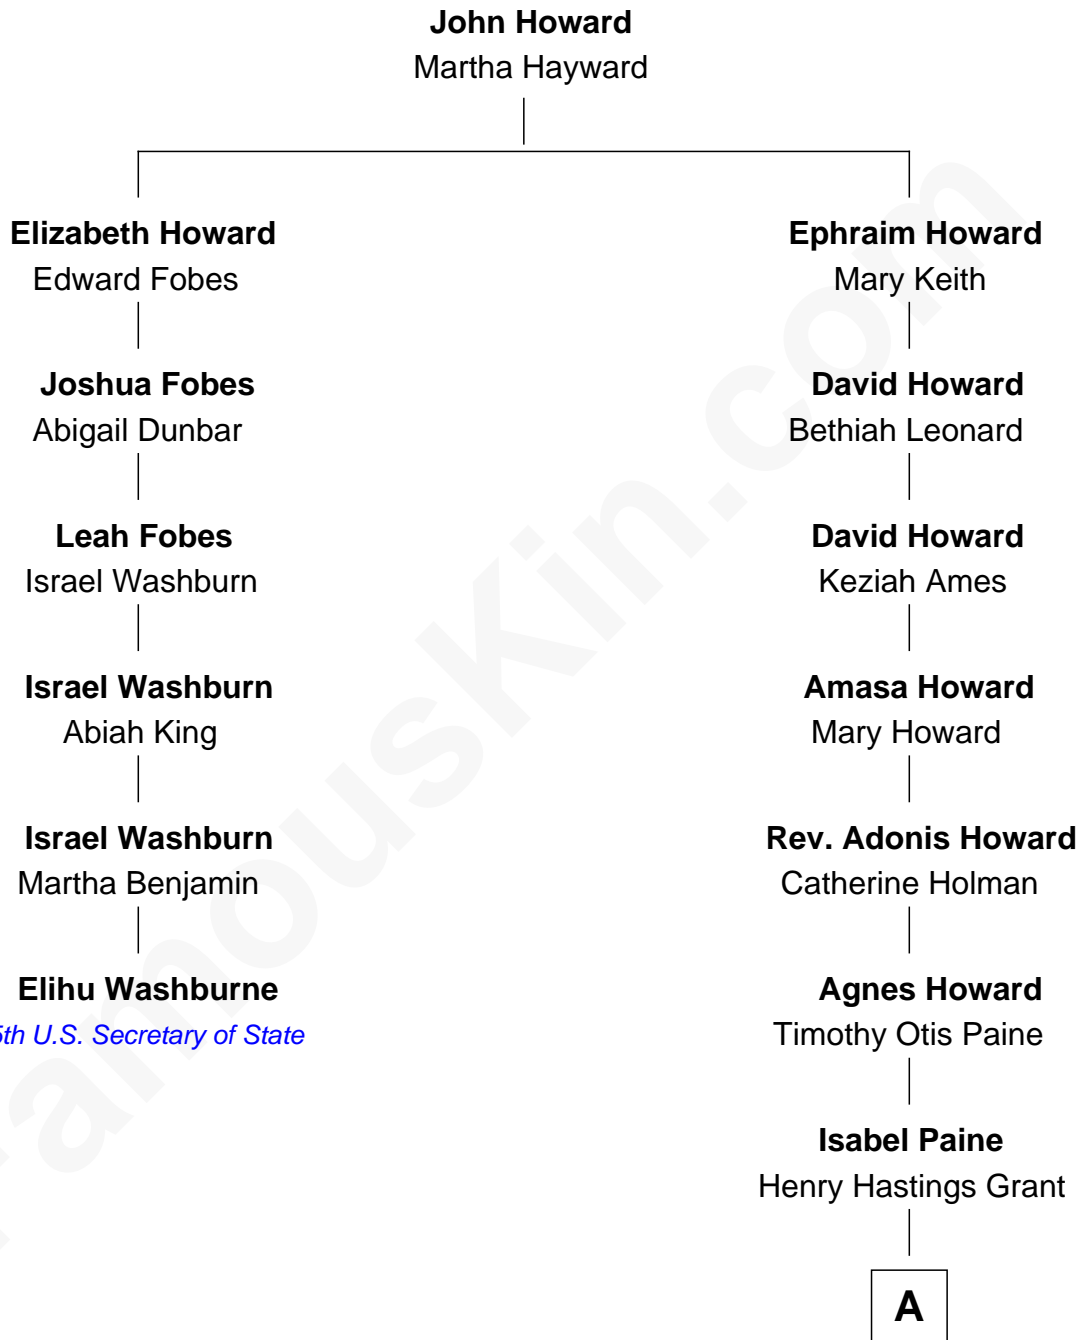 John Howard
Martha Hayward
Elizabeth Howard
Edward Fobes
Ephraim Howard
Mary Keith
Joshua Fobes
Abigail Dunbar
David Howard
Bethiah Leonard
Leah Fobes
Israel Washburn
David Howard
Keziah Ames
Israel Washburn
Abiah King
Amasa Howard
Mary Howard
Israel Washburn
Martha Benjamin
Rev. Adonis Howard
Catherine Holman
Elihu Washburne
5th U.S. Secretary of State
Agnes Howard
Timothy Otis Paine
Isabel Paine
Henry Hastings Grant
A
FamousKin.com